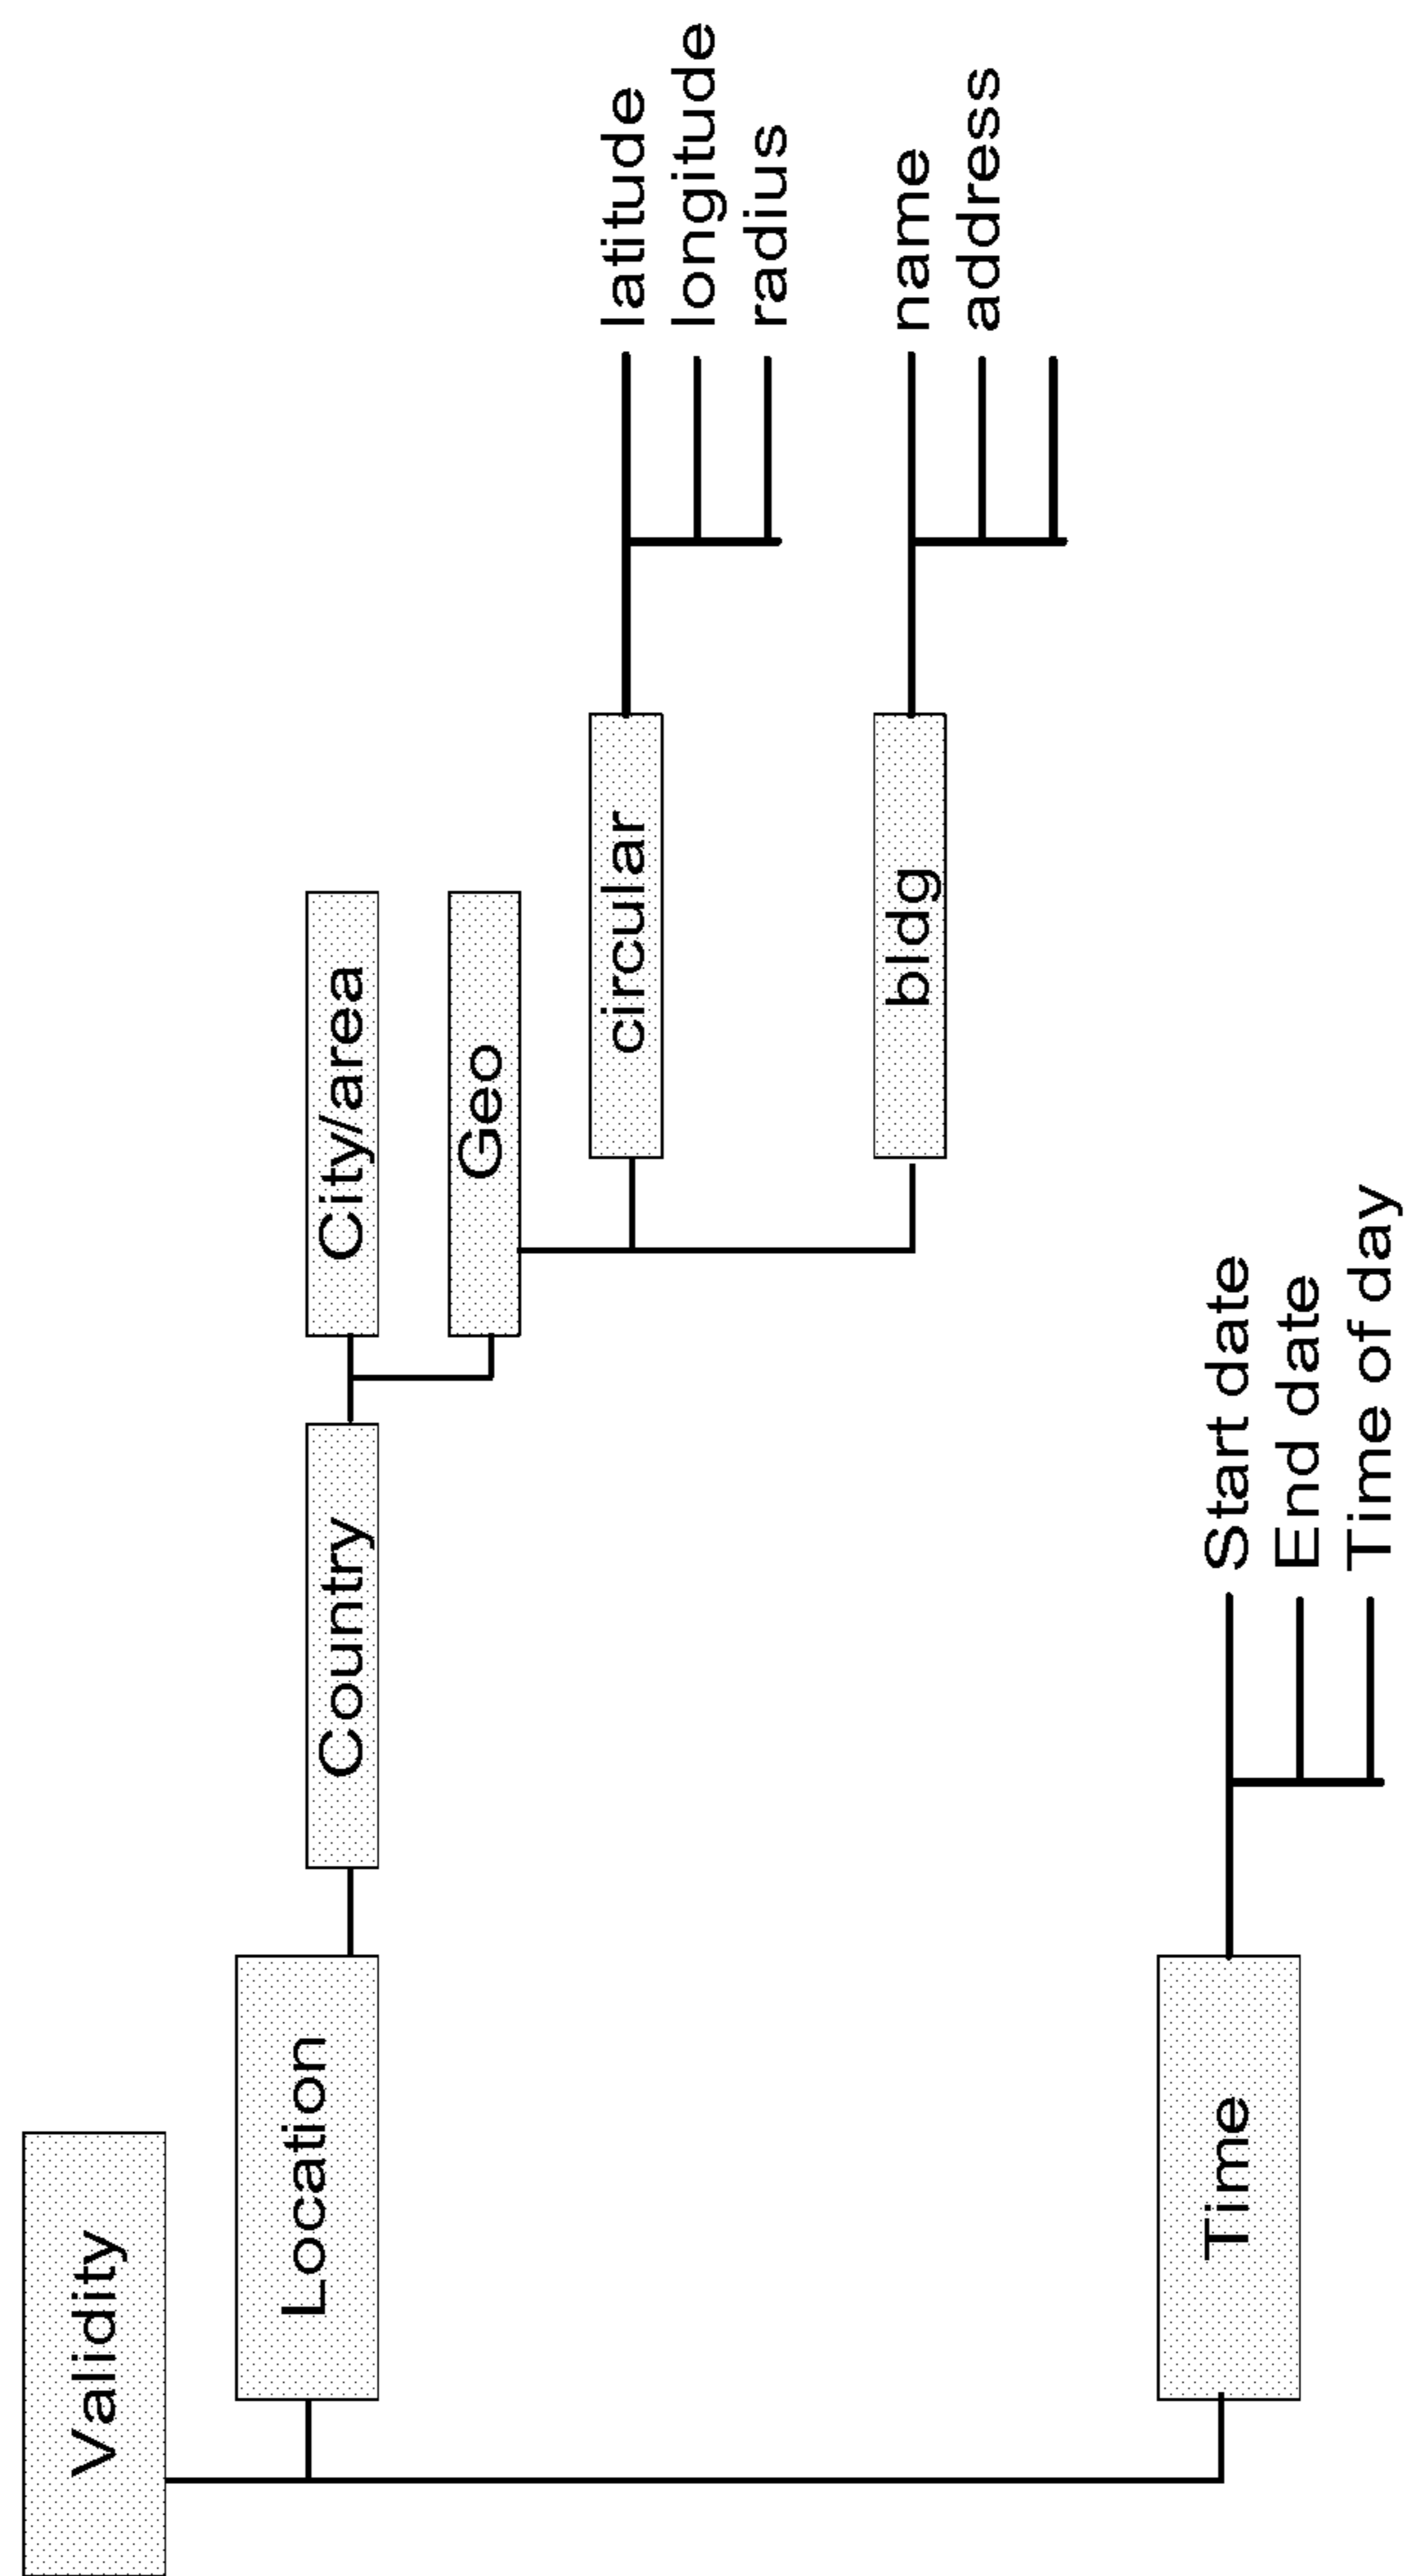 Validity
Location
Country
City/area
Geo
circular
latitude
longitude
radius
bldg
name
address
Time
Start date
End date
Time of day